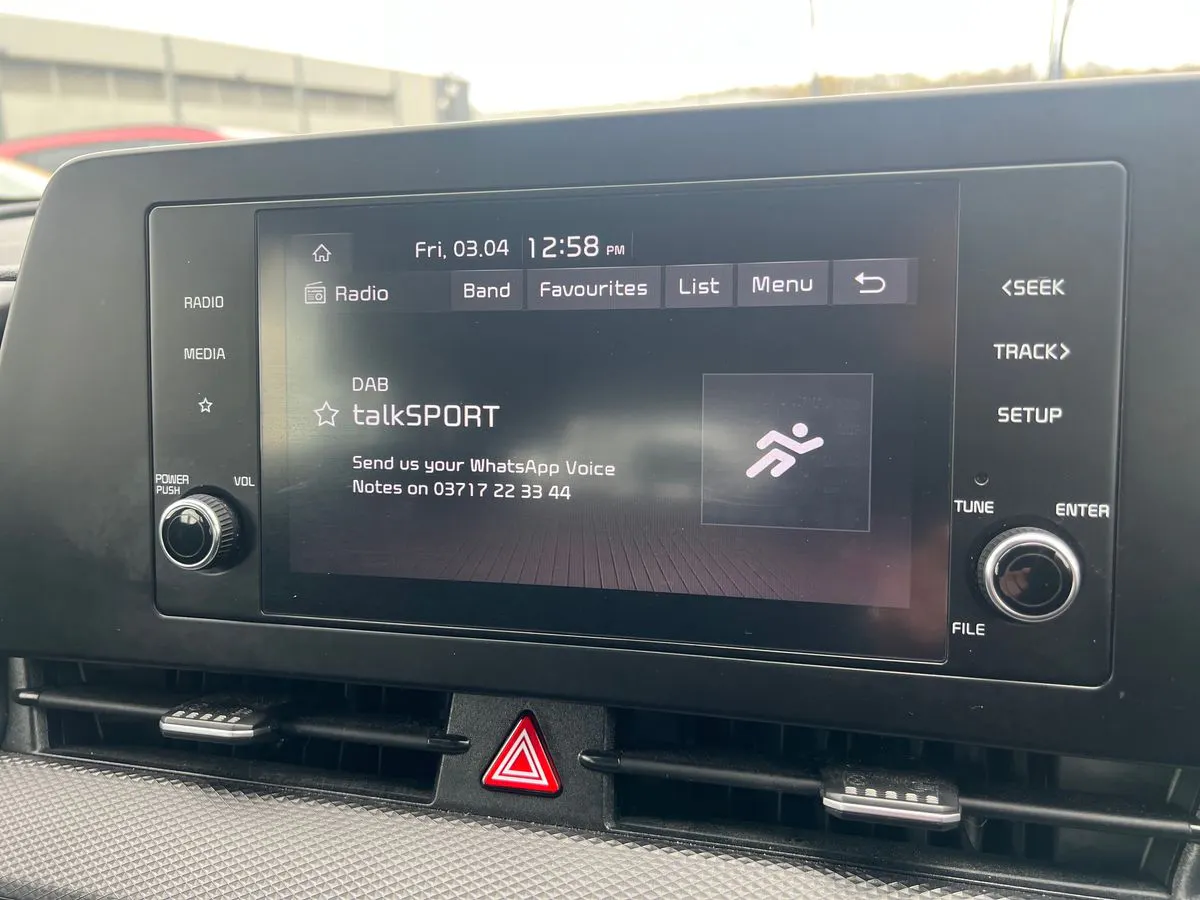 Fri, 03.04 12:58 PM
Radio Band Favourites List Menu
DAB
talkSPORT
Send us your WhatsApp Voice
Notes on 03717 22 33 44
RADIO
MEDIA
POWER
PUSH
VOL
<SEEK
TRACK>
SETUP
TUNE
ENTER
FILE